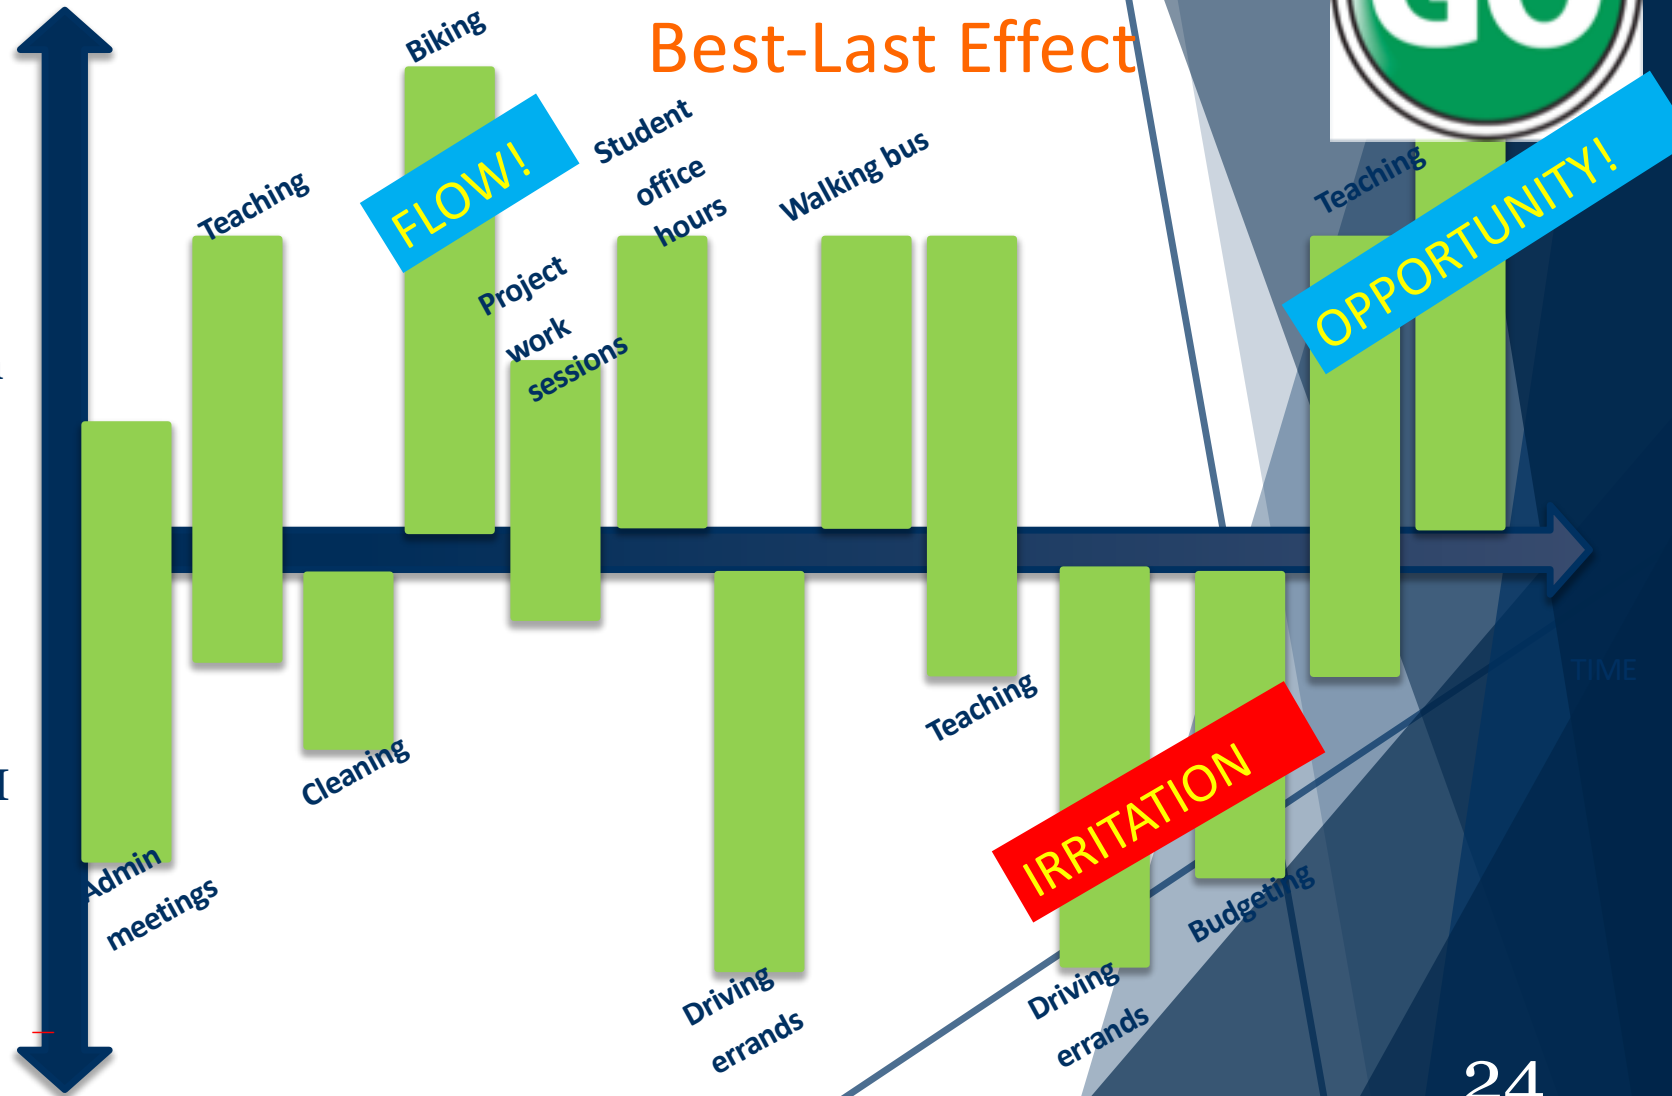 Best-Last Effect
GO
Biking
Teaching
FLOW!
Student
office
hours
Walking bus
Teaching
OPPORTUNITY!
Project
work
sessions
TIME
Teaching
Cleaning
IRRITATION
Admin
meetings
Budgeting
Driving
errands
Driving
errands
24